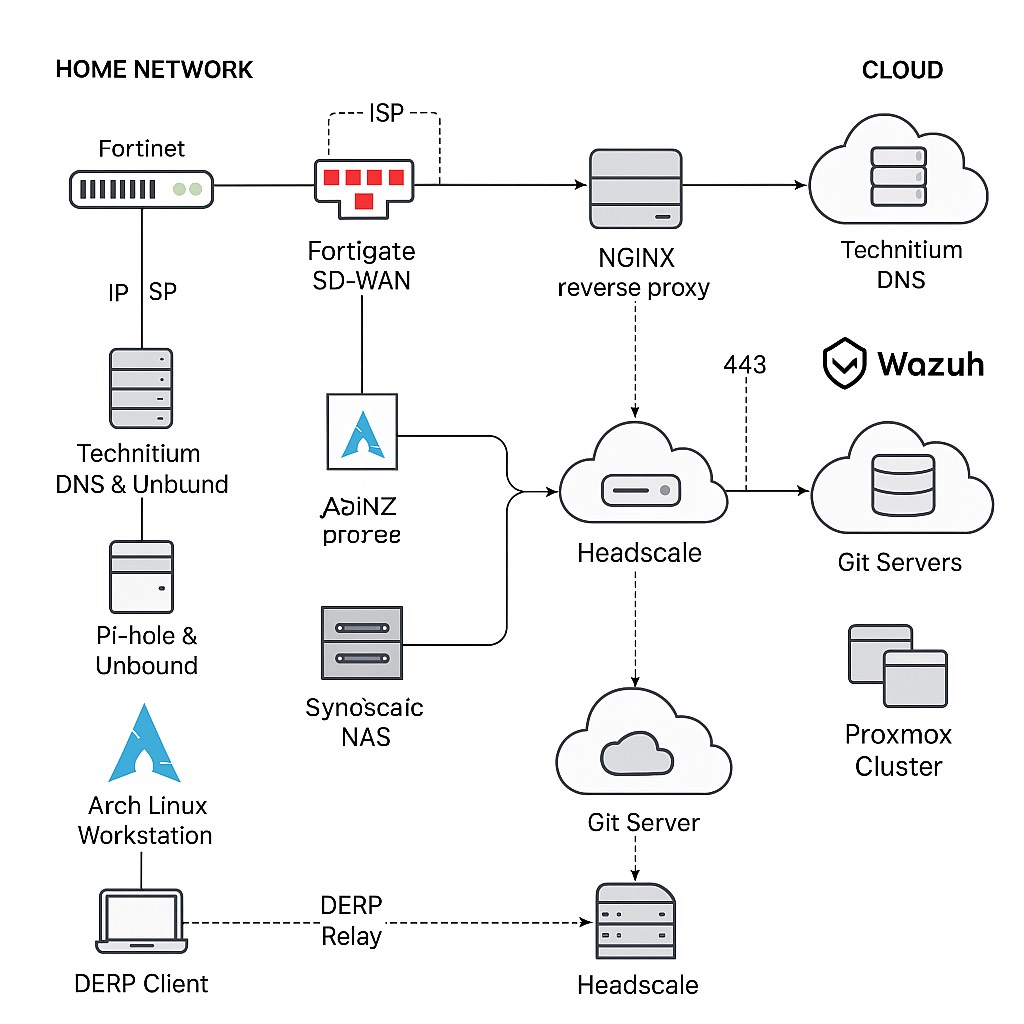 HOME NETWORK
CLOUD
ISP
Fortinet
Fortigate
SD-WAN
NGINX
reverse proxy
Technitium
DNS
IP
SP
443
Wazuh
Technitium
DNS & Unbund
proree
Headscale
Git Servers
Pi-hole &
Unbound
NAS
Proxmox
Cluster
Arch Linux
Workstation
Git Server
DERP
Relay
DERP Client
Headscale